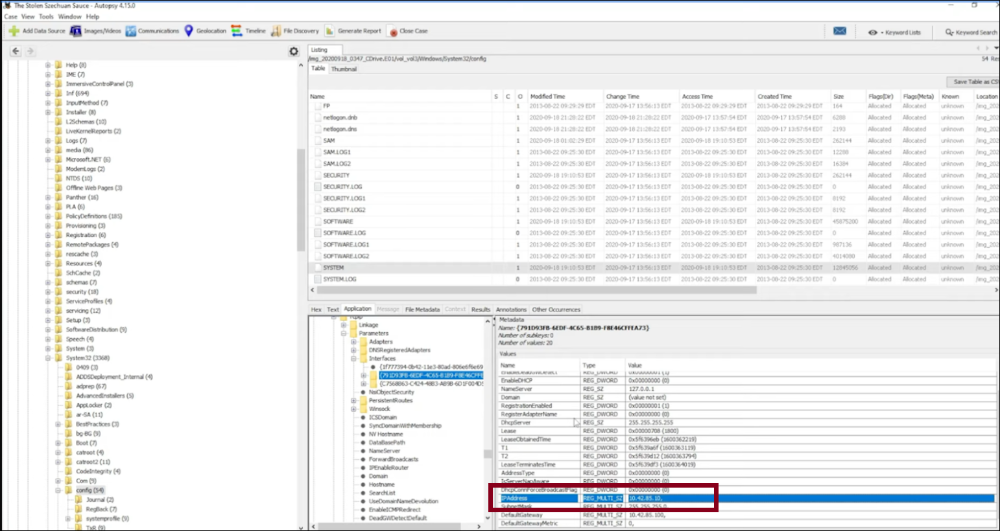 The Stolen Szechuan Sauce - Autopsy 4.15.0
Case View Tools Window Help
Add Data Source Images/Videos Communications Geolocation Timeline File Discovery Generate Report Close Case Keyword Lists Keyword Search
Listing
/img_20200918_0347_CDrive.E01/vol_vol3/Windows/System32/config
54 Res
Table Thumbnail
Save Table as CS
Name S C O Modified Time Change Time Access Time Created Time Size Flags(Dir) Flags(Meta) Known Location
FP 1 2013-08-22 09:29:29 EDT 2020-09-17 13:56:13 EDT 2013-08-22 09:29:29 EDT 2013-08-22 09:29:29 EDT 164 Allocated Allocated unknown /img_202
netlogon.dnb 1 2020-09-18 21:28:22 EDT 2020-09-18 21:28:22 EDT 2020-09-17 13:57:54 EDT 2020-09-17 13:57:54 EDT 6288 Allocated Allocated unknown /img_202
netlogon.dns 1 2020-09-18 21:28:22 EDT 2020-09-18 21:28:22 EDT 2020-09-17 13:57:54 EDT 2020-09-17 13:57:54 EDT 2193 Allocated Allocated unknown /img_202
SAM 1 2020-09-18 01:02:29 EDT 2020-09-17 13:56:13 EDT 2020-09-18 19:10:53 EDT 2013-08-22 09:25:30 EDT 262144 Allocated Allocated unknown /img_202
SAM.LOG1 1 2013-08-22 09:25:30 EDT 2020-09-17 13:56:13 EDT 2013-08-22 09:25:30 EDT 2013-08-22 09:25:30 EDT 12288 Allocated Allocated unknown /img_202
SAM.LOG2 1 2013-08-22 09:25:30 EDT 2020-09-17 13:56:13 EDT 2013-08-22 09:25:30 EDT 2013-08-22 09:25:30 EDT 16384 Allocated Allocated unknown /img_202
SECURITY 1 2020-09-18 19:10:53 EDT 2020-09-17 13:56:13 EDT 2020-09-18 19:10:53 EDT 2013-08-22 09:25:30 EDT 262144 Allocated Allocated unknown /img_202
SECURITY.LOG 0 2013-08-22 09:25:30 EDT 2013-08-22 09:25:30 EDT 2013-08-22 09:25:30 EDT 2013-08-22 09:25:30 EDT 0 Allocated Allocated unknown /img_202
SECURITY.LOG1 1 2013-08-22 09:25:30 EDT 2020-09-17 13:56:13 EDT 2013-08-22 09:25:30 EDT 2013-08-22 09:25:30 EDT 8192 Allocated Allocated unknown /img_202
SECURITY.LOG2 1 2013-08-22 09:25:30 EDT 2020-09-17 13:56:13 EDT 2013-08-22 09:25:30 EDT 2013-08-22 09:25:30 EDT 8192 Allocated Allocated unknown /img_202
SOFTWARE 1 2020-09-18 19:10:53 EDT 2020-09-17 13:56:13 EDT 2020-09-18 19:10:53 EDT 2013-08-22 09:25:30 EDT 45875200 Allocated Allocated unknown /img_202
SOFTWARE.LOG 0 2013-08-22 09:25:30 EDT 2013-08-22 09:25:30 EDT 2013-08-22 09:25:30 EDT 2013-08-22 09:25:30 EDT 0 Allocated Allocated unknown /img_202
SOFTWARE.LOG1 1 2013-08-22 09:25:30 EDT 2020-09-17 13:56:13 EDT 2013-08-22 09:25:30 EDT 2013-08-22 09:25:30 EDT 987136 Allocated Allocated unknown /img_202
SOFTWARE.LOG2 1 2013-08-22 09:25:30 EDT 2020-09-17 13:56:13 EDT 2013-08-22 09:25:30 EDT 2013-08-22 09:25:30 EDT 4014080 Allocated Allocated unknown /img_202
SYSTEM 1 2020-09-18 19:10:53 EDT 2020-09-17 13:56:13 EDT 2020-09-18 19:10:53 EDT 2013-08-22 09:25:30 EDT 12845056 Allocated Allocated unknown /img_202
SYSTEM.LOG 0 2013-08-22 09:25:30 EDT 2013-08-22 09:25:30 EDT 2013-08-22 09:25:30 EDT 2013-08-22 09:25:30 EDT 0 Allocated Allocated unknown /img_202
Help (8)
IME (7)
ImmersiveControlPanel (3)
Inf (694)
InputMethod (7)
Installer (8)
L2Schemas (10)
LiveKernelReports (2)
Logs (7)
media (86)
Microsoft.NET (6)
ModemLogs (2)
NTDS (10)
Offline Web Pages (3)
Panther (16)
PLA (6)
PolicyDefinitions (185)
Provisioning (3)
Registration (6)
RemotePackages (4)
rescache (3)
Resources (4)
SchCache (2)
schemas (7)
security (18)
ServiceProfiles (4)
servicing (12)
Setup (3)
SoftwareDistribution (9)
Speech (4)
System (3)
System32 (3368)
0409 (3)
ADDSDeployment_Internal (4)
adprep (67)
AdvancedInstallers (5)
AppLocker (2)
ar-SA (11)
BestPractices (3)
bg-BG (9)
Boot (7)
catroot (4)
catroot2 (11)
CodeIntegrity (4)
Com (9)
config (54)
Journal (2)
RegBack (7)
systemprofile (9)
TxR (9)
Hex Text Application Message File Metadata Context Results Annotations Other Occurrences
Tcpip
Linkage
Parameters
Adapters
DNSRegisteredAdapters
Interfaces
{1f777394-0b42-11e3-80ad-806e6f6e69
{791D93FB-6EDF-4C65-B1B9-F8E46CFFE
{C7568B63-C424-48B3-AB9B-6D1F004D5
NsiObjectSecurity
PersistentRoutes
Winsock
ICSDomain
SyncDomainWithMembership
NV Hostname
DataBasePath
NameServer
ForwardBroadcasts
IPEnableRouter
Domain
Hostname
SearchList
UseDomainNameDevolution
EnableICMPRedirect
DeadGWDetectDefault
Metadata
Name: {791D93FB-6EDF-4C65-B1B9-F8E46CFFEA73}
Number of subkeys: 0
Number of values: 20
Values
Name Type Value
EnableDeadGWDetect REG_DWORD 0x00000001 (1)
EnableDHCP REG_DWORD 0x00000000 (0)
NameServer REG_SZ 127.0.0.1
Domain REG_SZ (value not set)
RegistrationEnabled REG_DWORD 0x00000001 (1)
RegisterAdapterName REG_DWORD 0x00000000 (0)
DhcpServer REG_SZ 255.255.255.255
Lease REG_DWORD 0x00000708 (1800)
LeaseObtainedTime REG_DWORD 0x5f6396eb (1600362219)
T1 REG_DWORD 0x5f639a6f (1600363119)
T2 REG_DWORD 0x5f639d12 (1600363794)
LeaseTerminatesTime REG_DWORD 0x5f639df3 (1600364019)
AddressType REG_DWORD 0x00000000 (0)
IsServerNapAware REG_DWORD 0x00000000 (0)
DhcpConnForceBroadcastFlag REG_DWORD 0x00000000 (0)
IPAddress REG_MULTI_SZ 10.42.85.10,
SubnetMask REG_MULTI_SZ 255.255.255.0,
DefaultGateway REG_MULTI_SZ 10.42.85.100,
DefaultGatewayMetric REG_MULTI_SZ 0,